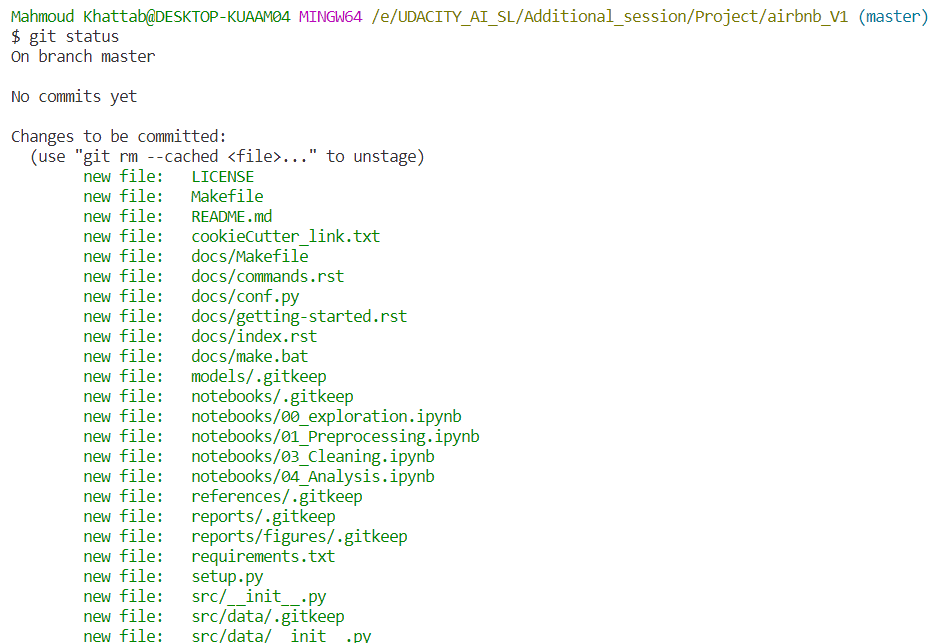 Mahmoud Khattab@DESKTOP-KUAAM04 MINGW64 /e/UDACITY_AI_SL/Additional_session/Project/airbnb_V1 (master)
$ git status
On branch master
No commits yet
Changes to be committed:
(use "git rm --cached <file>..." to unstage)
new file: LICENSE
new file: Makefile
new file: README.md
new file: cookieCutter_link.txt
new file: docs/Makefile
new file: docs/commands.rst
new file: docs/conf.py
new file: docs/getting-started.rst
new file: docs/index.rst
new file: docs/make.bat
new file: models/.gitkeep
new file: notebooks/.gitkeep
new file: notebooks/00_exploration.ipynb
new file: notebooks/01_Preprocessing.ipynb
new file: notebooks/03_Cleaning.ipynb
new file: notebooks/04_Analysis.ipynb
new file: references/.gitkeep
new file: reports/.gitkeep
new file: reports/figures/.gitkeep
new file: requirements.txt
new file: setup.py
new file: src/__init__.py
new file: src/data/.gitkeep
new file: src/data/__init__.py